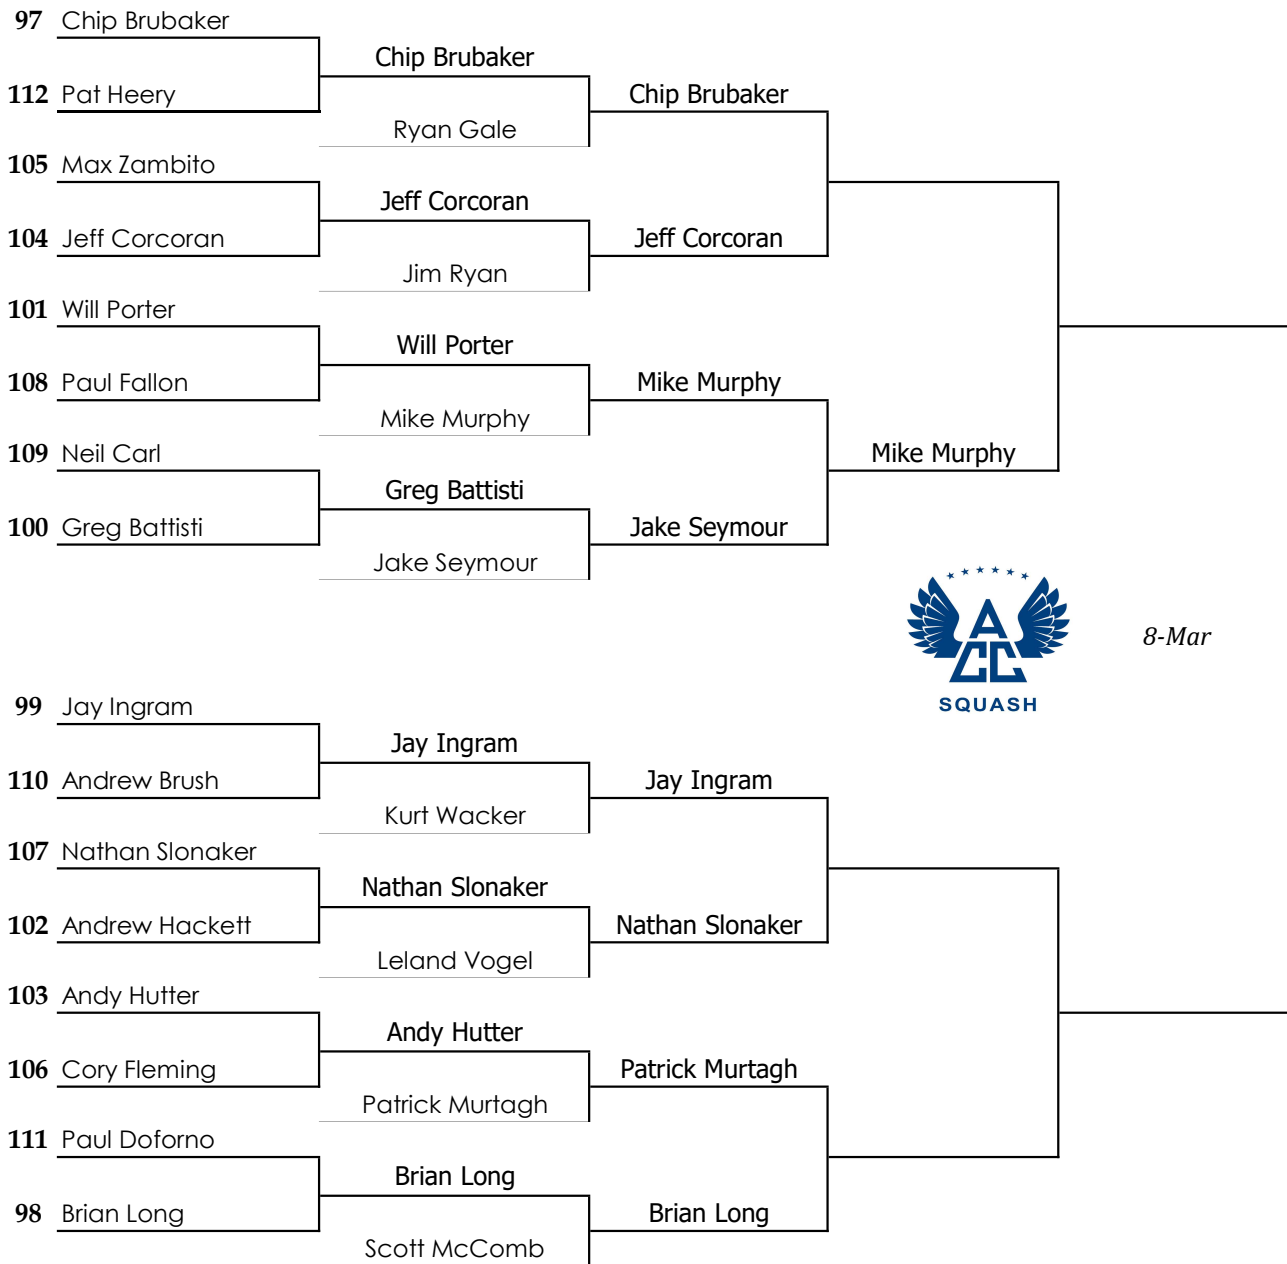 97 Chip Brubaker
Chip Brubaker
112 Pat Heery
Chip Brubaker
Ryan Gale
105 Max Zambito
Jeff Corcoran
104 Jeff Corcoran
Jeff Corcoran
Jim Ryan
101 Will Porter
Will Porter
108 Paul Fallon
Mike Murphy
Mike Murphy
109 Neil Carl
Mike Murphy
Greg Battisti
100 Greg Battisti
Jake Seymour
Jake Seymour
ACC
8-Mar
SQUASH
99 Jay Ingram
Jay Ingram
110 Andrew Brush
Jay Ingram
Kurt Wacker
107 Nathan Slonaker
Nathan Slonaker
102 Andrew Hackett
Nathan Slonaker
Leland Vogel
103 Andy Hutter
Andy Hutter
106 Cory Fleming
Patrick Murtagh
Patrick Murtagh
111 Paul Doforno
Brian Long
98 Brian Long
Brian Long
Scott McComb